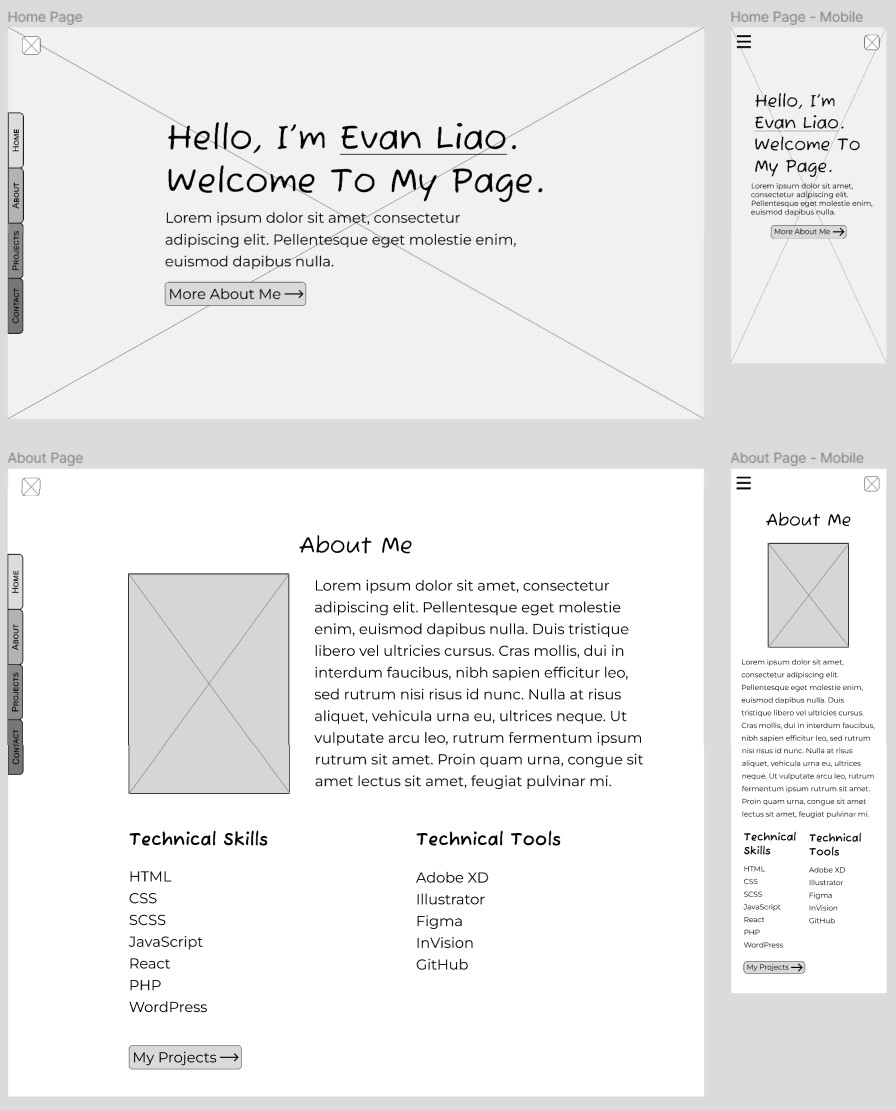 Home Page
HOME
ABOUT
PROJECTS
CONTACT
Hello, I'm Evan Liao.
Welcome To My Page.
Lorem ipsum dolor sit amet, consectetur
adipiscing elit. Pellentesque eget molestie enim,
euismod dapibus nulla.
More About Me
Home Page - Mobile
Hello, I'm
Evan Liao.
Welcome To
My Page.
Lorem ipsum dolor sit amet,
consectetur adipiscing elit.
Pellentesque eget molestie enim,
euismod dapibus nulla.
More About Me
About Page
HOME
ABOUT
PROJECTS
CONTACT
About Me
Lorem ipsum dolor sit amet, consectetur
adipiscing elit. Pellentesque eget molestie
enim, euismod dapibus nulla. Duis tristique
libero vel ultricies cursus. Cras mollis, dui in
interdum faucibus, nibh sapien efficitur leo,
sed rutrum nisi risus id nunc. Nulla at risus
aliquet, vehicula urna eu, ultrices neque. Ut
vulputate arcu leo, rutrum fermentum ipsum
rutrum sit amet. Proin quam urna, congue sit
amet lectus sit amet, feugiat pulvinar mi.
Technical Skills
HTML
CSS
SCSS
JavaScript
React
PHP
WordPress
Technical Tools
Adobe XD
Illustrator
Figma
InVision
GitHub
My Projects
About Page - Mobile
About Me
Lorem ipsum dolor sit amet,
consectetur adipiscing elit.
Pellentesque eget molestie enim,
euismod dapibus nulla. Duis
tristique libero vel ultricies cursus.
Cras mollis, dui in interdum faucibus,
nibh sapien efficitur leo, sed rutrum
nisi risus id nunc. Nulla at risus
aliquet, vehicula urna eu, ultrices
neque. Ut vulputate arcu leo, rutrum
fermentum ipsum rutrum sit amet.
Proin quam urna, congue sit amet
lectus sit amet, feugiat pulvinar mi.
Technical
Skills
HTML
CSS
SCSS
JavaScript
React
PHP
WordPress
Technical
Tools
Adobe XD
Illustrator
Figma
InVision
GitHub
My Projects